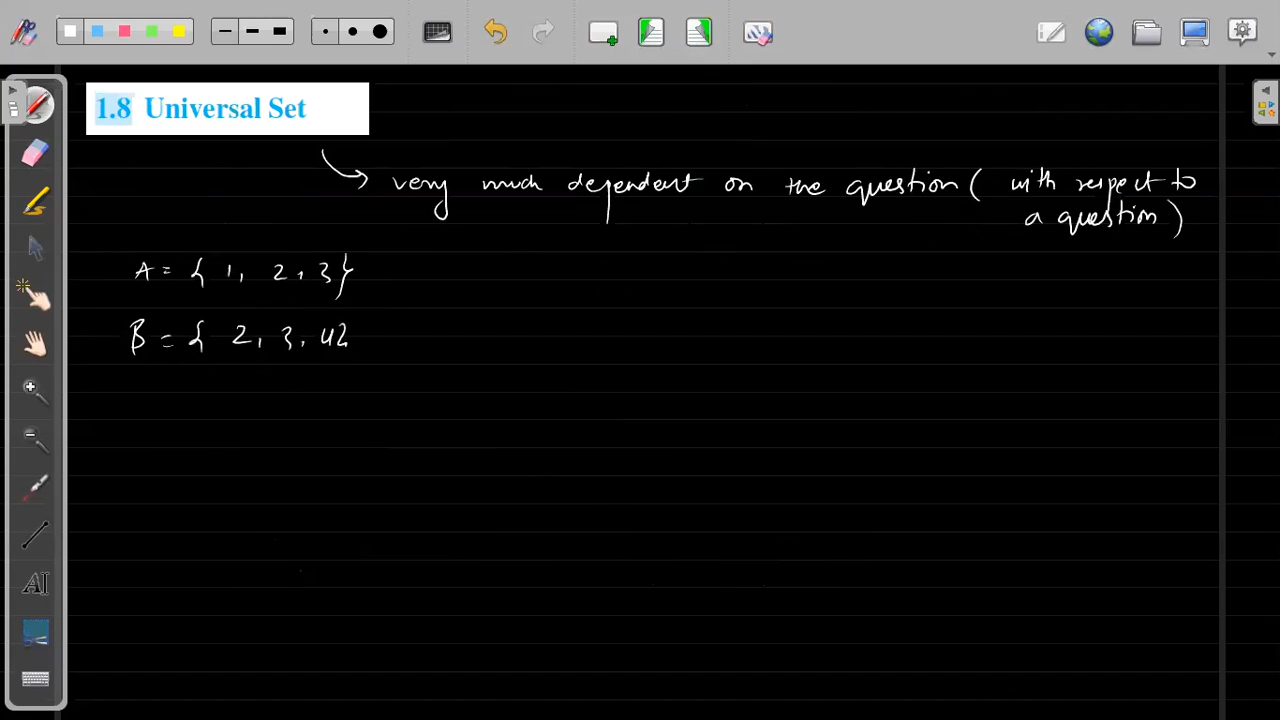 1.8 Universal Set
very much dependent on the question ( with respect to
a question )
A = { 1, 2, 3 }
B = { 2, 3, 4 }